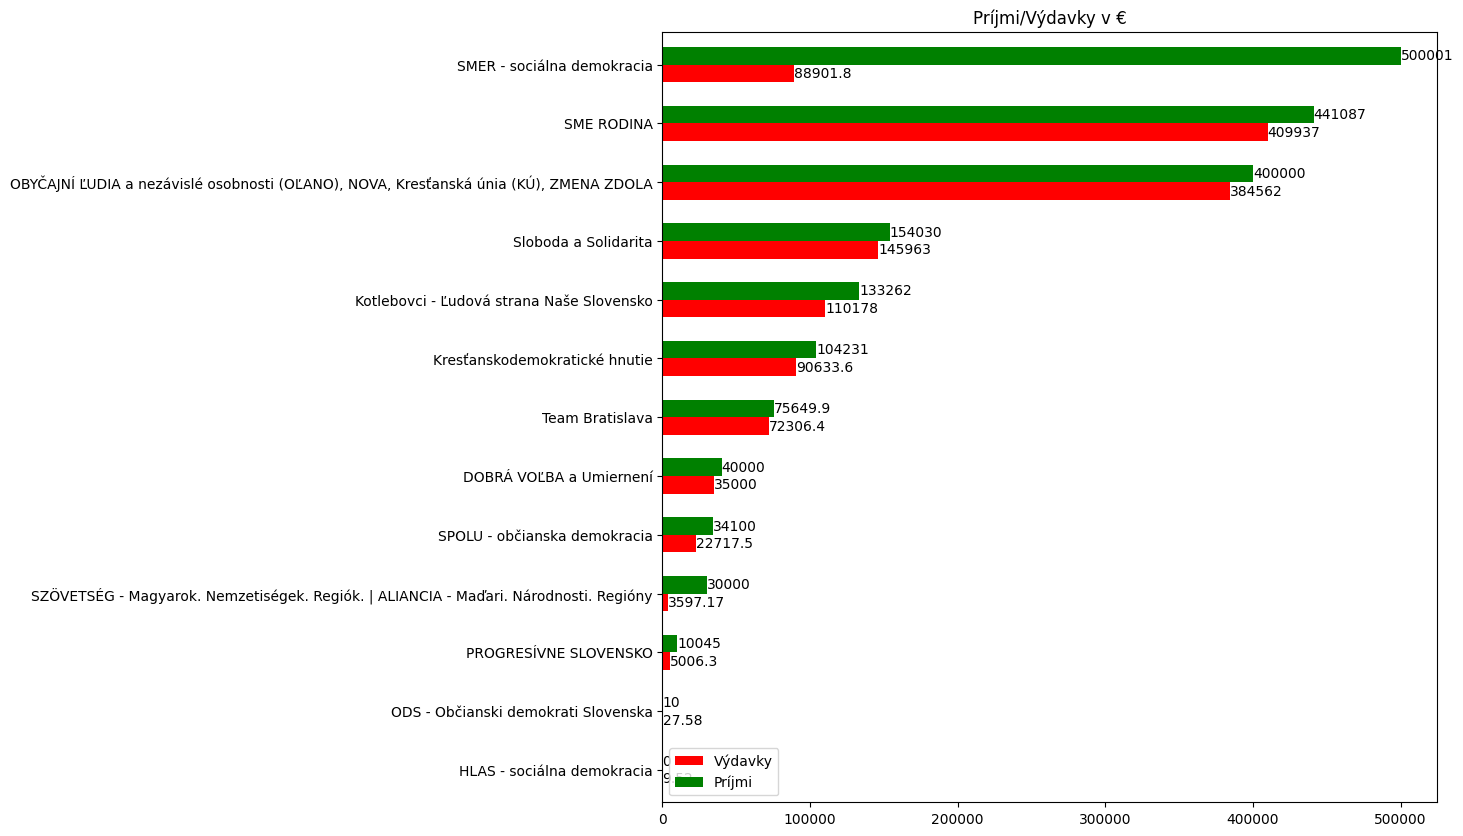 Príjmi/Výdavky v €
SMER - sociálna demokracia
500001
88901.8
SME RODINA
441087
409937
OBYČAJNÍ ĽUDIA a nezávislé osobnosti (OĽANO), NOVA, Kresťanská únia (KÚ), ZMENA ZDOLA
400000
384562
Sloboda a Solidarita
154030
145963
Kotlebovci - Ľudová strana Naše Slovensko
133262
110178
Kresťanskodemokratické hnutie
104231
90633.6
Team Bratislava
75649.9
72306.4
DOBRÁ VOĽBA a Umiernení
40000
35000
SPOLU - občianska demokracia
34100
22717.5
SZÖVETSÉG - Magyarok. Nemzetiségek. Regiók. | ALIANCIA - Maďari. Národnosti. Regióny
30000
3597.17
PROGRESÍVNE SLOVENSKO
10045
5006.3
ODS - Občianski demokrati Slovenska
10
27.58
HLAS - sociálna demokracia
0
Výdavky
Príjmi
0 100000 200000 300000 400000 500000